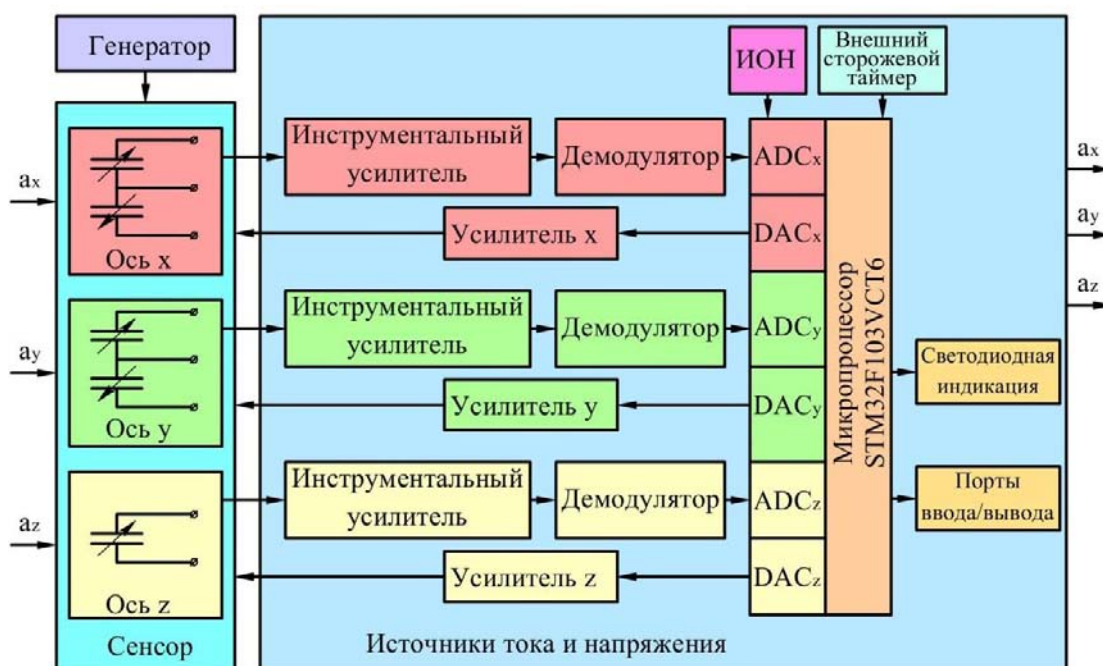 Генератор
ИОН
Внешний
сторожевой
таймер
Инструментальный
усилитель
Демодулятор
ADCx
ax
ax
DACx
Усилитель x
Ось x
ay
Инструментальный
усилитель
Демодулятор
ADCy
az
ay
Ось y
Усилитель y
DACy
Микропроцессор
STM32F103VCT6
Светодиодная
индикация
Инструментальный
усилитель
Демодулятор
ADCz
Порты
ввода/вывода
az
Ось z
Усилитель z
DACz
Сенсор
Источники тока и напряжения